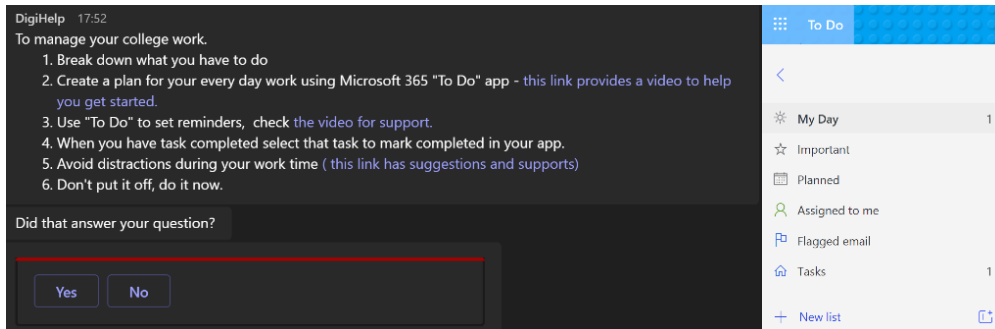 DigiHelp 17:52
To manage your college work.
1. Break down what you have to do
2. Create a plan for your every day work using Microsoft 365 "To Do" app - this link provides a video to help
you get started.
3. Use "To Do" to set reminders, check the video for support.
4. When you have task completed select that task to mark completed in your app.
5. Avoid distractions during your work time ( this link has suggestions and supports)
6. Don't put it off, do it now.
Did that answer your question?
Yes No
To Do
My Day 1
Important
Planned
Assigned to me
Flagged email
Tasks 1
New list